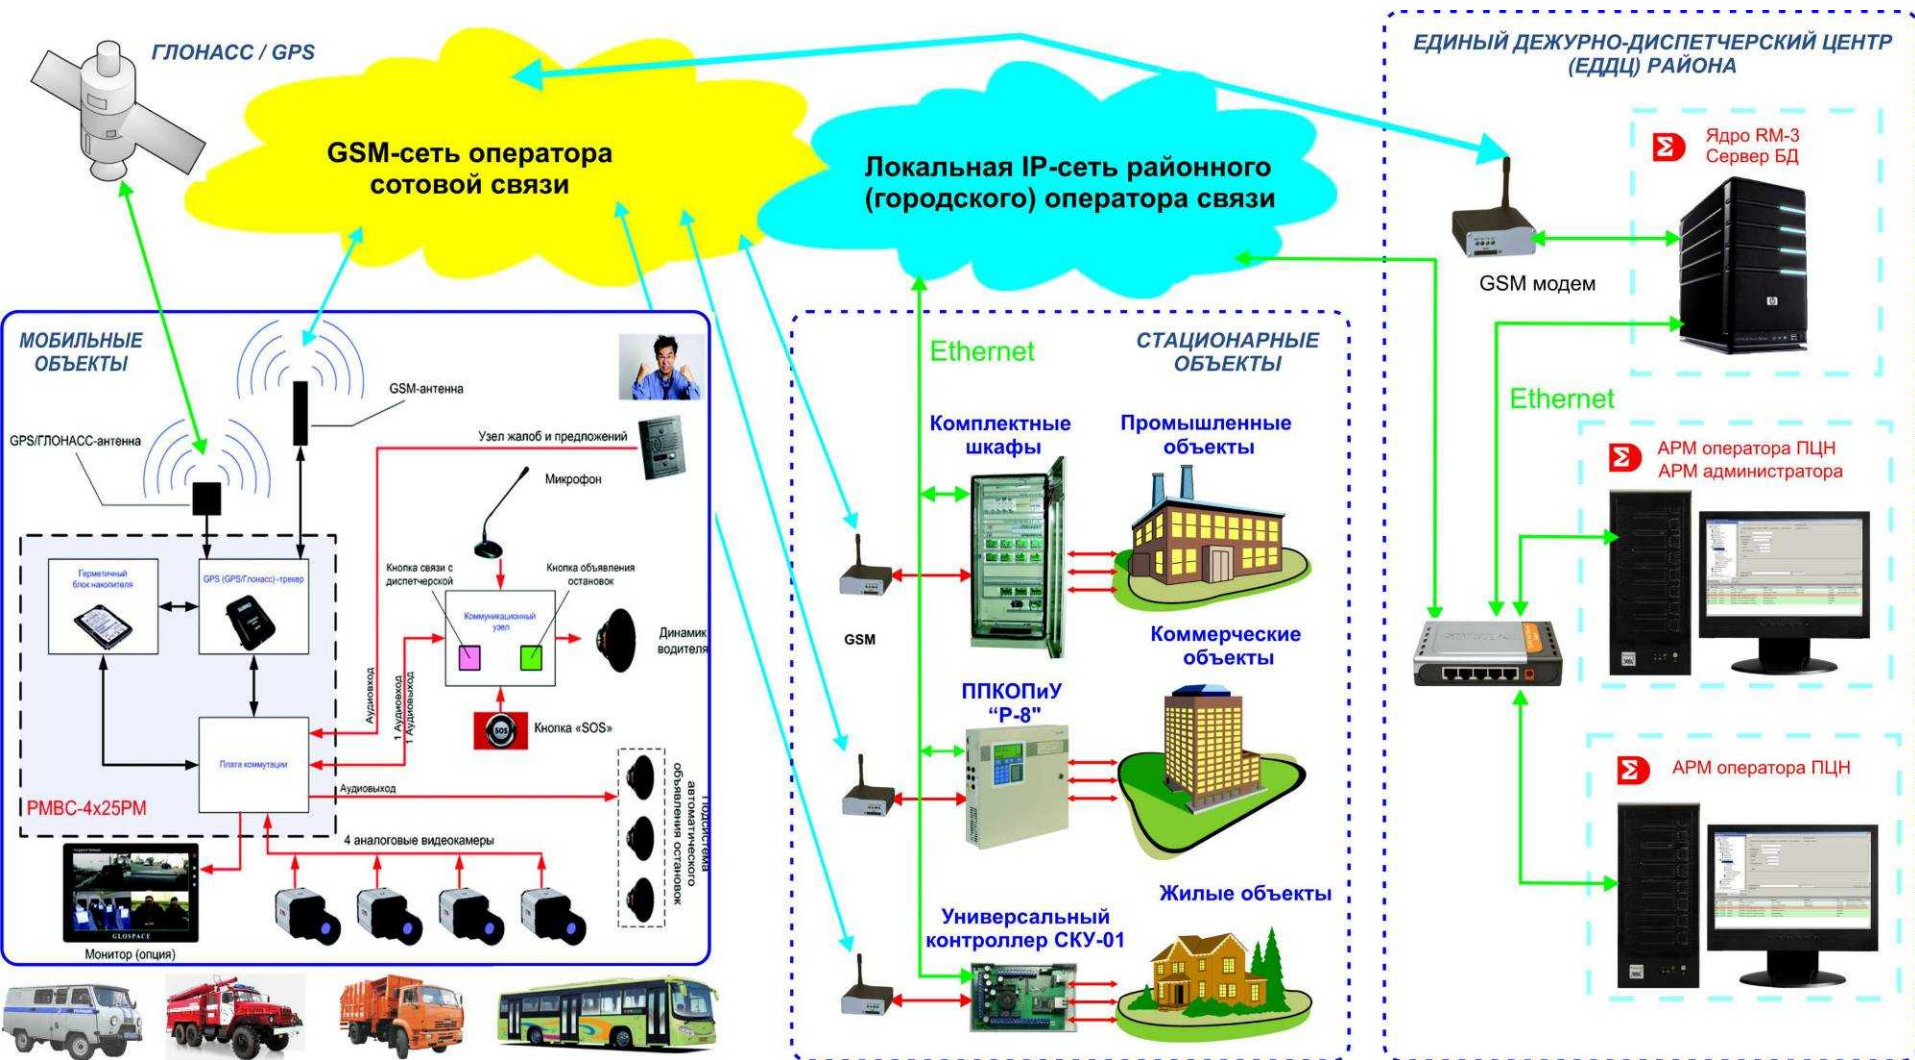 ГЛОНАСС / GPS
GSM-сеть оператора
сотовой связи
Локальная IP-сеть районного
(городского) оператора связи
ЕДИНЫЙ ДЕЖУРНО-ДИСПЕТЧЕРСКИЙ ЦЕНТР
(ЕДДЦ) РАЙОНА
Ядро RM-3
Сервер БД
GSM модем
Ethernet
АРМ оператора ПЦН
АРМ администратора
АРМ оператора ПЦН
МОБИЛЬНЫЕ
ОБЪЕКТЫ
GSM-антенна
GPS/ГЛОНАСС-антенна
Узел жалоб и предложений
Микрофон
Кнопка связи с
диспетчерской
Кнопка объявления
остановок
Герметичный
блок накопителя
GPS (GPS/Глонасс)-трекер
Коммуникационный
узел
Динамик
водителя
Аудиовход
1 Аудиовход
1 Аудиовыход
SOS
Кнопка «SOS»
Плата коммутации
Аудиовыход
РМВС-4х25РМ
4 аналоговые видеокамеры
Подсистема
автоматического
объявления остановок
GLOSPACE
Монитор (опция)
СТАЦИОНАРНЫЕ
ОБЪЕКТЫ
Ethernet
Комплектные
шкафы
Промышленные
объекты
GSM
Коммерческие
объекты
ППКОПиУ
“Р-8"
Жилые объекты
Универсальный
контроллер СКУ-01